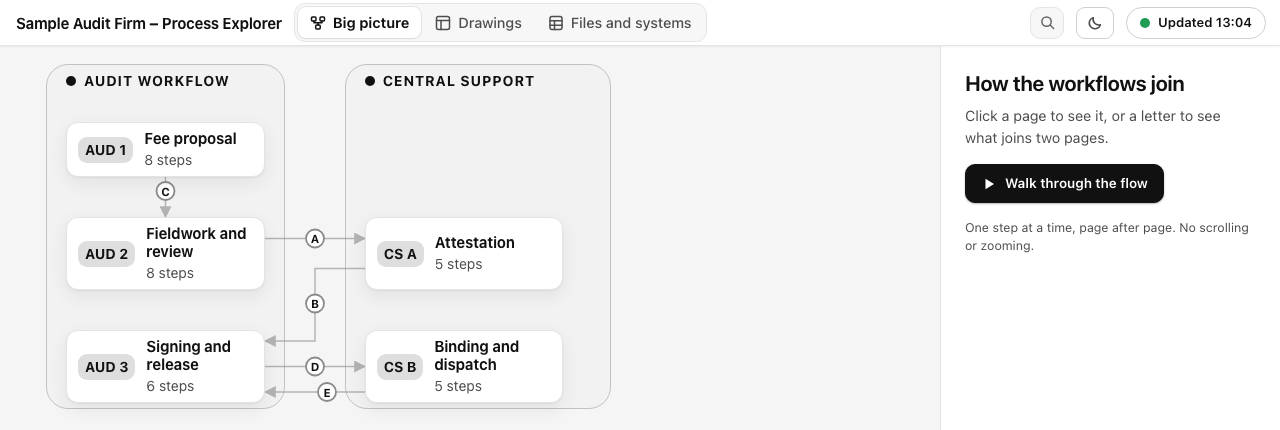 Sample Audit Firm – Process Explorer
Big picture
Drawings
Files and systems
Updated 13:04
AUDIT WORKFLOW
CENTRAL SUPPORT
AUD 1
Fee proposal
8 steps
C
AUD 2
Fieldwork and
review
8 steps
A
CS A
Attestation
5 steps
B
AUD 3
Signing and
release
6 steps
D
E
CS B
Binding and
dispatch
5 steps
How the workflows join
Click a page to see it, or a letter to see
what joins two pages.
Walk through the flow
One step at a time, page after page. No scrolling
or zooming.